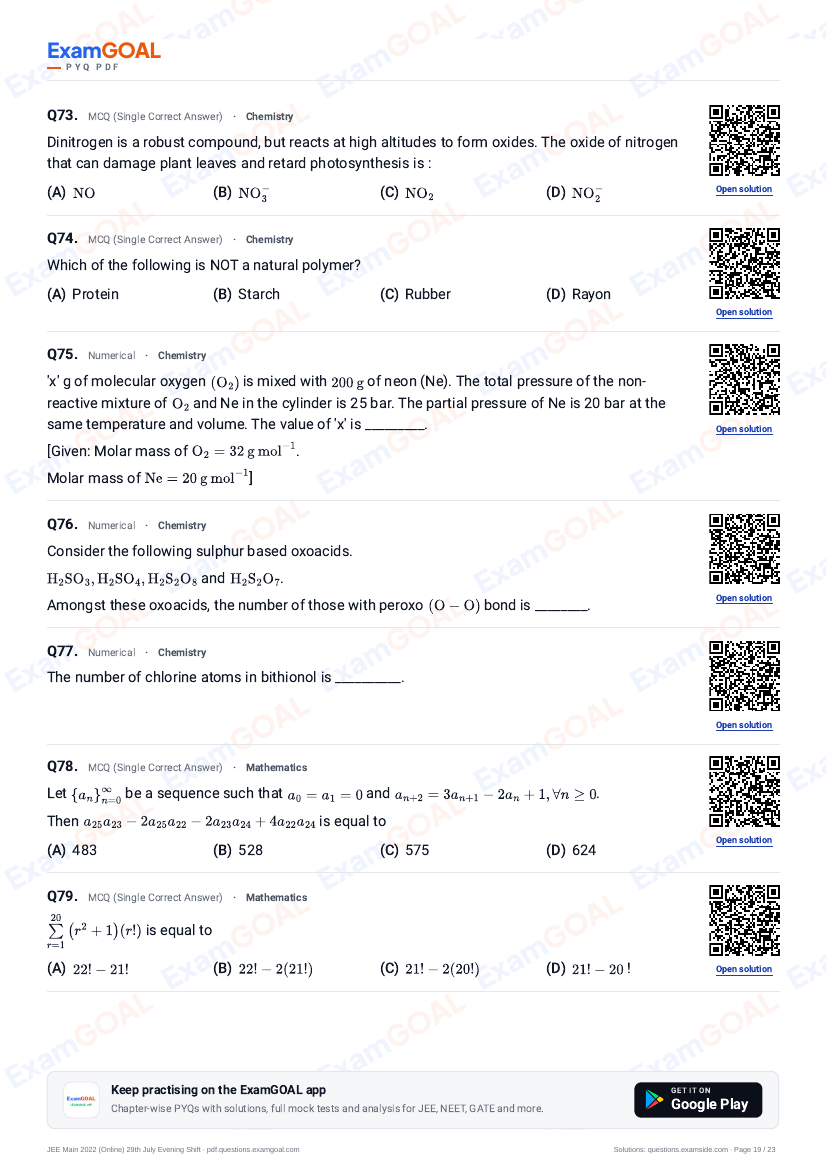 ExamGOAL
PYQ PDF
Q73. MCQ (Single Correct Answer) · Chemistry
Dinitrogen is a robust compound, but reacts at high altitudes to form oxides. The oxide of nitrogen
that can damage plant leaves and retard photosynthesis is :
(A) NO (B) NO₃⁻ (C) NO₂ (D) NO₂⁻
Open solution
Q74. MCQ (Single Correct Answer) · Chemistry
Which of the following is NOT a natural polymer?
(A) Protein (B) Starch (C) Rubber (D) Rayon
Open solution
Q75. Numerical · Chemistry
'x' g of molecular oxygen (O₂) is mixed with 200 g of neon (Ne). The total pressure of the non-
reactive mixture of O₂ and Ne in the cylinder is 25 bar. The partial pressure of Ne is 20 bar at the
same temperature and volume. The value of 'x' is _________.
Open solution
[Given: Molar mass of O₂ = 32 g mol⁻¹.
Molar mass of Ne = 20 g mol⁻¹]
Q76. Numerical · Chemistry
Consider the following sulphur based oxoacids.
H₂SO₃, H₂SO₄, H₂S₂O₈ and H₂S₂O₇.
Amongst these oxoacids, the number of those with peroxo (O − O) bond is ________.
Open solution
Q77. Numerical · Chemistry
The number of chlorine atoms in bithionol is __________.
Open solution
Q78. MCQ (Single Correct Answer) · Mathematics
Let {aₙ}ₙ₌₀^∞ be a sequence such that a₀ = a₁ = 0 and aₙ₊₂ = 3aₙ₊₁ − 2aₙ + 1, ∀n ≥ 0.
Then a₂₅a₂₃ − 2a₂₅a₂₂ − 2a₂₃a₂₄ + 4a₂₂a₂₄ is equal to
(A) 483 (B) 528 (C) 575 (D) 624
Open solution
Q79. MCQ (Single Correct Answer) · Mathematics
∑_{r=1}^{20} (r² + 1)(r!) is equal to
(A) 22! − 21! (B) 22! − 2(21!) (C) 21! − 2(20!) (D) 21! − 20 !
Open solution
Keep practising on the ExamGOAL app
Chapter-wise PYQs with solutions, full mock tests and analysis for JEE, NEET, GATE and more.
GET IT ON
Google Play
JEE Main 2022 (Online) 29th July Evening Shift · pdf.questions.examgoal.com
Solutions: questions.examside.com · Page 19 / 23